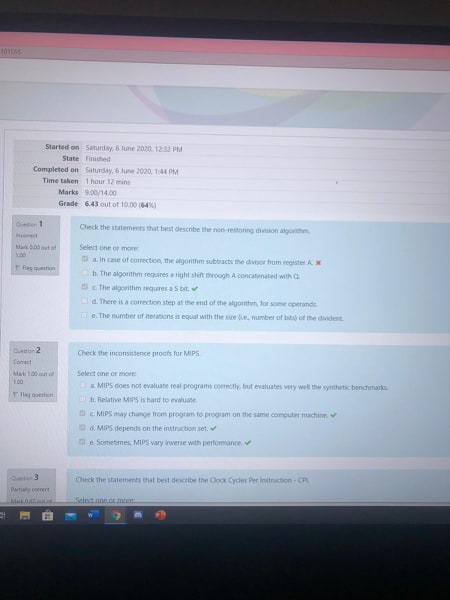 101555
Started on Saturday, 6 June 2020, 12:32 PM
State Finished
Completed on Saturday, 6 June 2020, 1:44 PM
Time taken 1 hour 12 mins
Marks 9.00/14.00
Grade 6.43 out of 10.00 (64%)
Question 1
Incorrect
Mark 0.00 out of
1.00
Flag question
Check the statements that best describe the non-restoring division algorithm.
Select one or more:
a. In case of correction, the algorithm subtracts the divisor from register A. ✖
b. The algorithm requires a right shift through A concatenated with Q.
c. The algorithm requires a S bit. ✔
d. There is a correction step at the end of the algorithm, for some operands.
e. The number of iterations is equal with the size (i.e., number of bits) of the divident.
Question 2
Correct
Mark 1.00 out of
1.00
Flag question
Check the inconsistence proofs for MIPS.
Select one or more:
a. MIPS does not evaluate real programs correctly, but evaluates very well the synthetic benchmarks.
b. Relative MIPS is hard to evaluate.
c. MIPS may change from program to program on the same computer machine. ✔
d. MIPS depends on the instruction set. ✔
e. Sometimes, MIPS vary inverse with performance. ✔
Question 3
Partially correct
Mark 0.65 out of
Check the statements that best describe the Clock Cycles Per Instruction - CPI.
Select one or more: